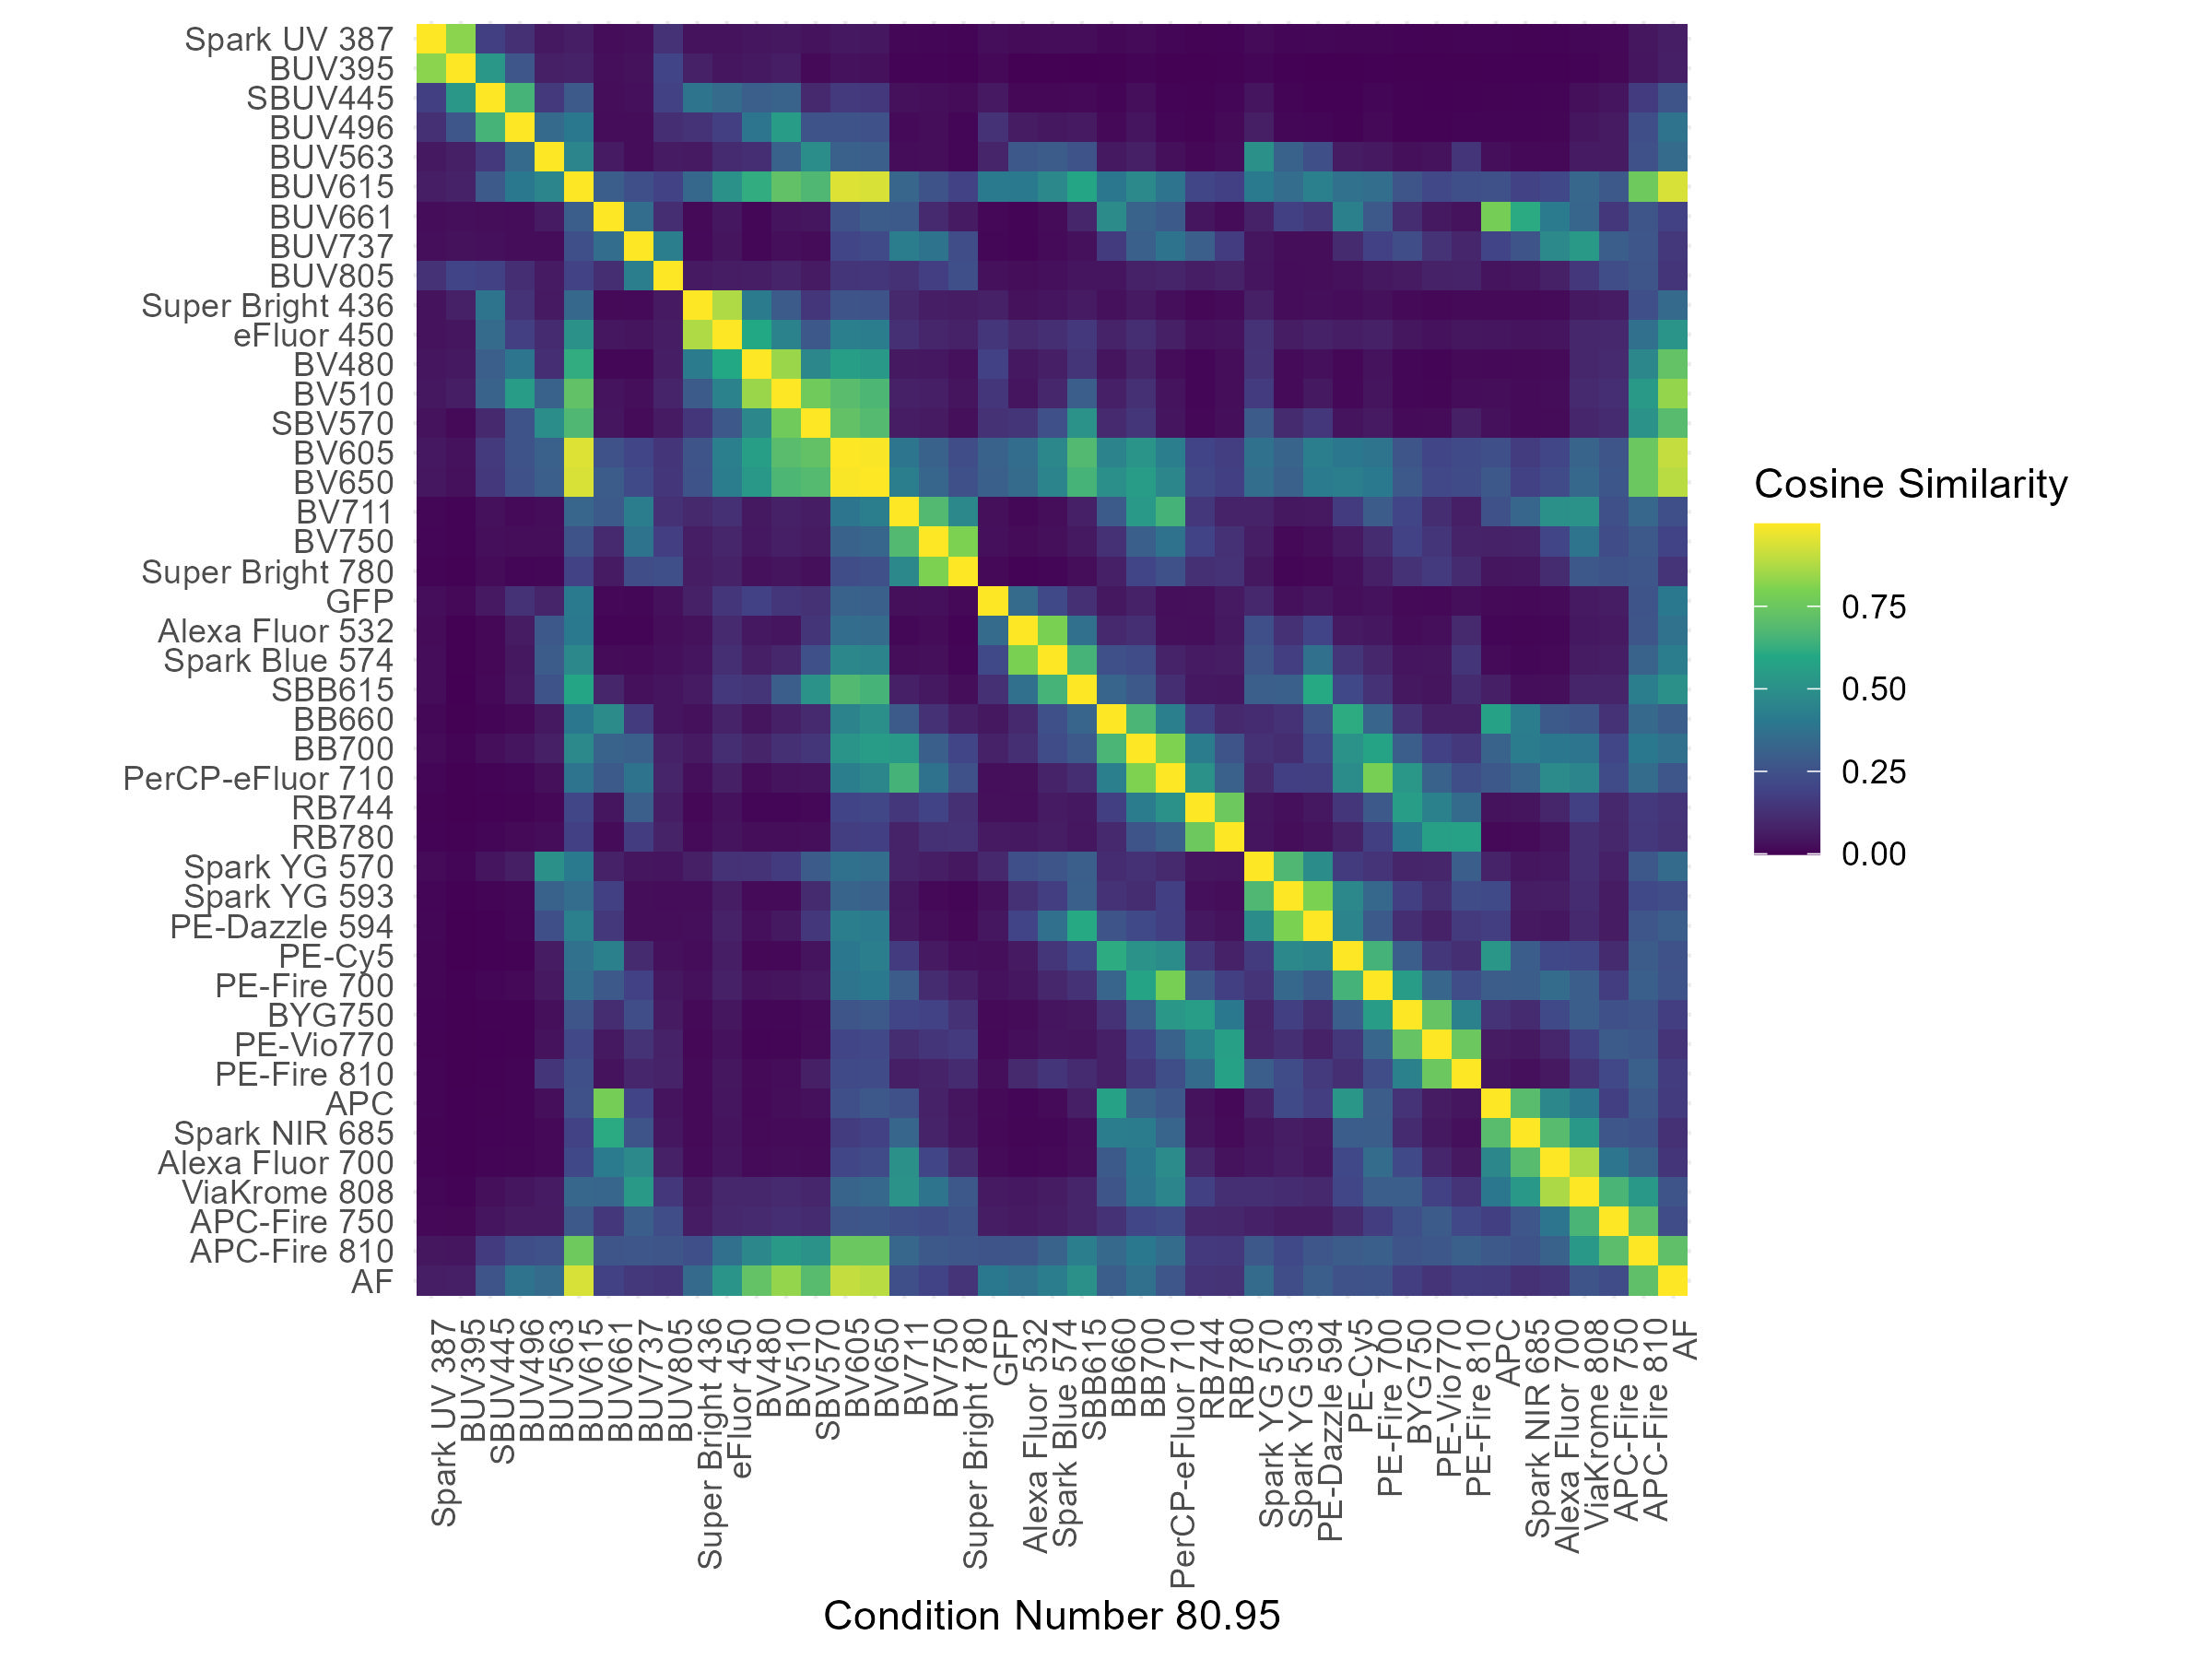 Spark UV 387
BUV395
SBUV445
BUV496
BUV563
BUV615
BUV661
BUV737
BUV805
Super Bright 436
eFluor 450
BV480
BV510
SBV570
BV605
BV650
BV711
BV750
Super Bright 780
GFP
Alexa Fluor 532
Spark Blue 574
SBB615
BB660
BB700
PerCP-eFluor 710
RB744
RB780
Spark YG 570
Spark YG 593
PE-Dazzle 594
PE-Cy5
PE-Fire 700
BYG750
PE-Vio770
PE-Fire 810
APC
Spark NIR 685
Alexa Fluor 700
ViaKrome 808
APC-Fire 750
APC-Fire 810
AF
Spark UV 387
BUV395
SBUV445
BUV496
BUV563
BUV615
BUV661
BUV737
BUV805
Super Bright 436
eFluor 450
BV480
BV510
SBV570
BV605
BV650
BV711
BV750
Super Bright 780
GFP
Alexa Fluor 532
Spark Blue 574
SBB615
BB660
BB700
PerCP-eFluor 710
RB744
RB780
Spark YG 570
Spark YG 593
PE-Dazzle 594
PE-Cy5
PE-Fire 700
BYG750
PE-Vio770
PE-Fire 810
APC
Spark NIR 685
Alexa Fluor 700
ViaKrome 808
APC-Fire 750
APC-Fire 810
AF
Condition Number 80.95
Cosine Similarity
0.75
0.50
0.25
0.00